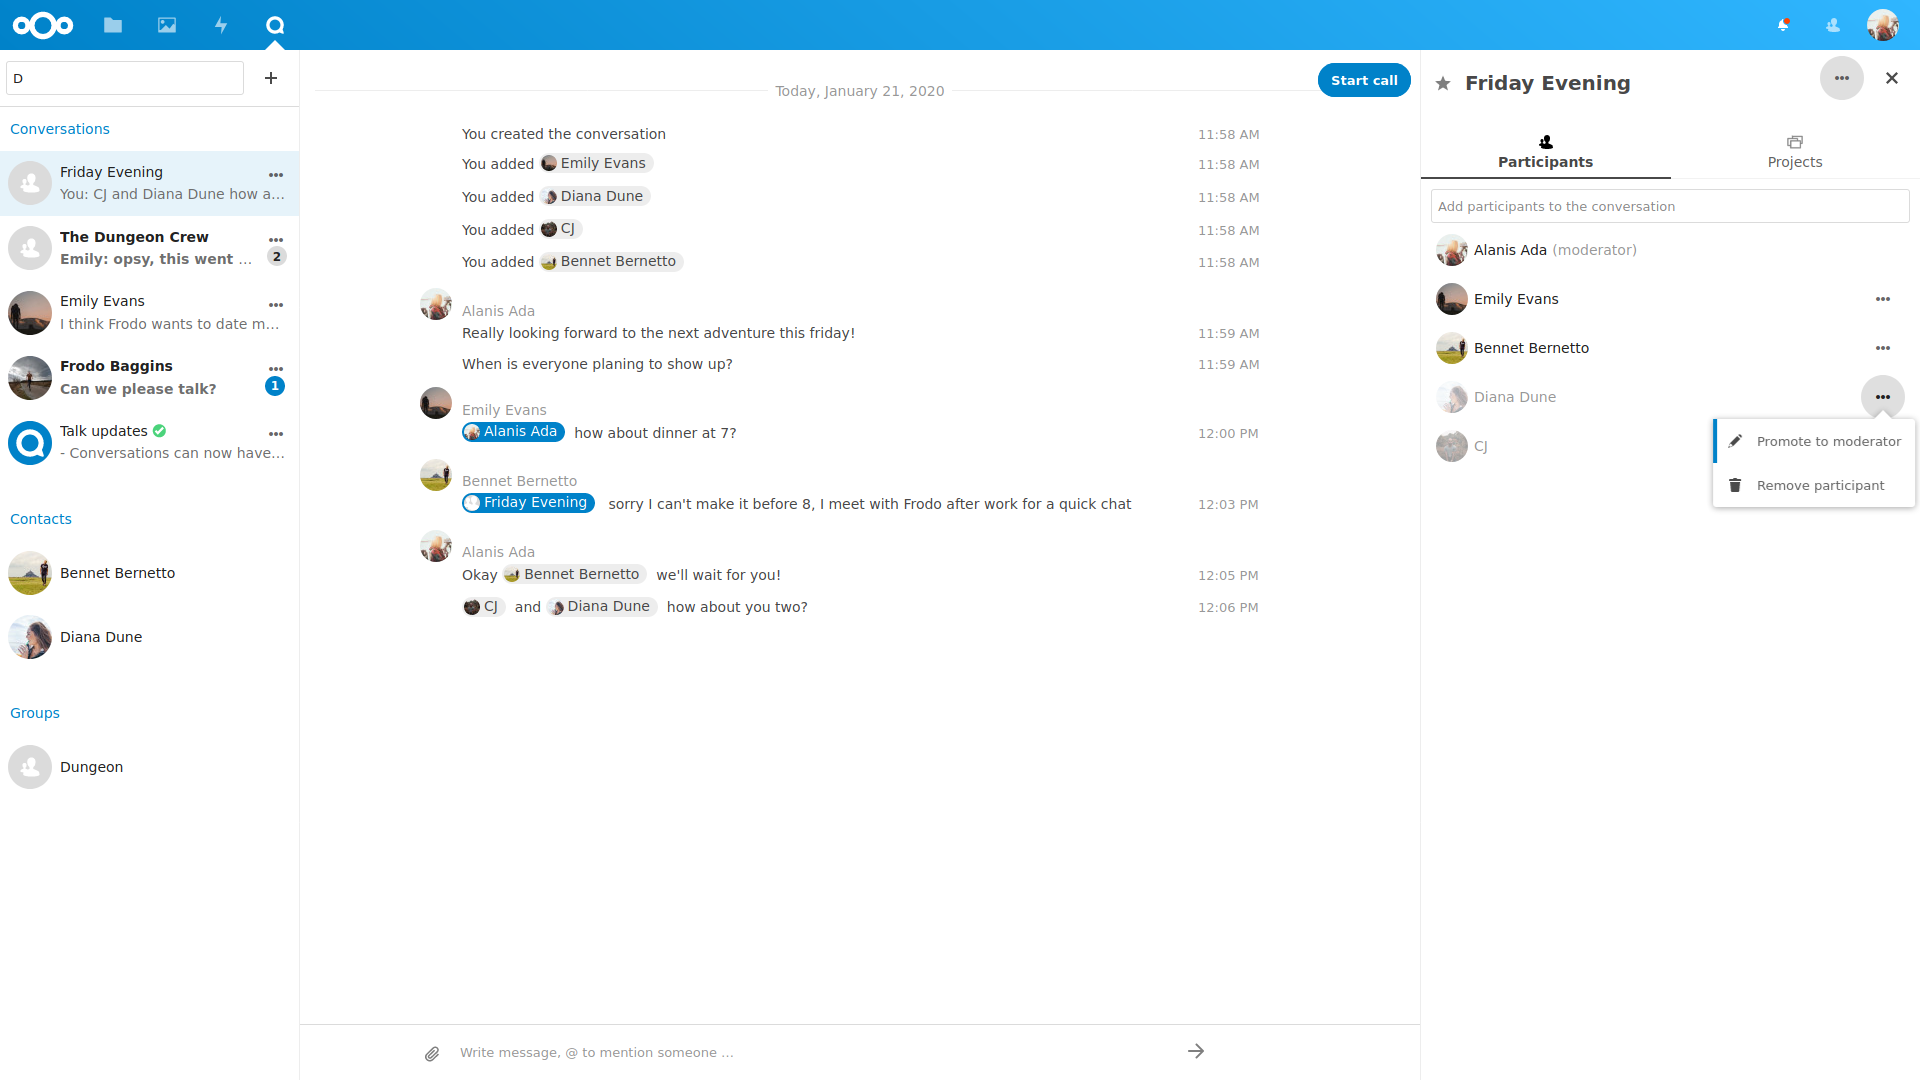 D
+
Conversations
Friday Evening
You: CJ and Diana Dune how a...
The Dungeon Crew
Emily: opsy, this went ...
2
Emily Evans
I think Frodo wants to date m...
Frodo Baggins
Can we please talk?
1
Talk updates
- Conversations can now have...
Contacts
Bennet Bernetto
Diana Dune
Groups
Dungeon
Today, January 21, 2020
Start call
You created the conversation 11:58 AM
You added Emily Evans 11:58 AM
You added Diana Dune 11:58 AM
You added CJ 11:58 AM
You added Bennet Bernetto 11:58 AM
Alanis Ada
Really looking forward to the next adventure this friday! 11:59 AM
When is everyone planing to show up? 11:59 AM
Emily Evans
Alanis Ada how about dinner at 7? 12:00 PM
Bennet Bernetto
Friday Evening sorry I can't make it before 8, I meet with Frodo after work for a quick chat 12:03 PM
Alanis Ada
Okay Bennet Bernetto we'll wait for you! 12:05 PM
CJ and Diana Dune how about you two? 12:06 PM
Write message, @ to mention someone ...
Friday Evening
Participants
Projects
Add participants to the conversation
Alanis Ada (moderator)
Emily Evans
Bennet Bernetto
Diana Dune
CJ
Promote to moderator
Remove participant